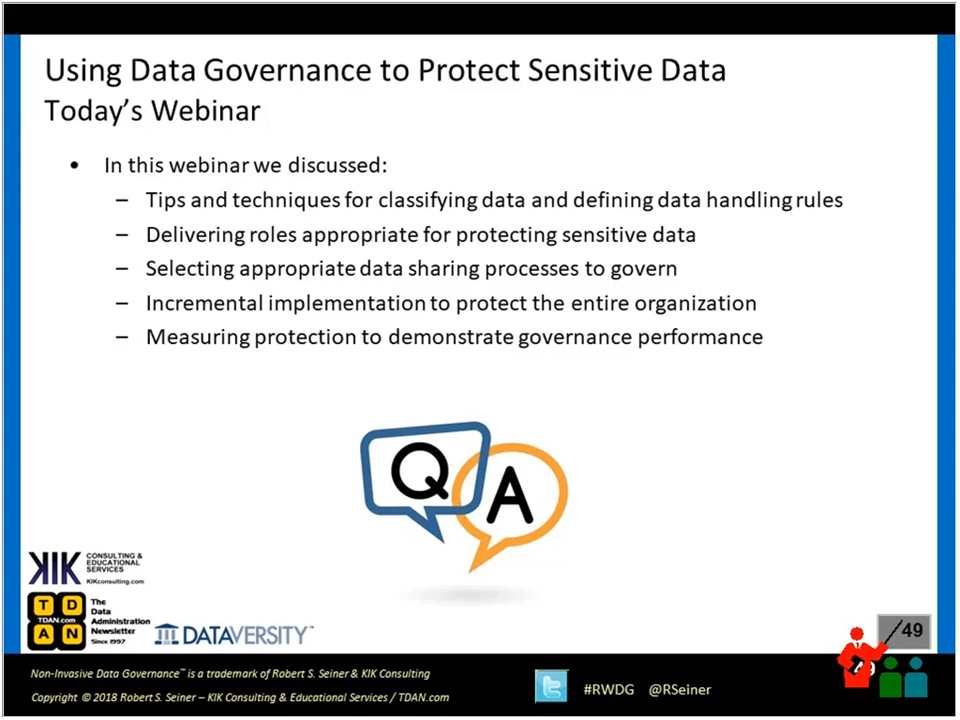 Using Data Governance to Protect Sensitive Data
Today's Webinar
• In this webinar we discussed:
– Tips and techniques for classifying data and defining data handling rules
– Delivering roles appropriate for protecting sensitive data
– Selecting appropriate data sharing processes to govern
– Incremental implementation to protect the entire organization
– Measuring protection to demonstrate governance performance
Q A
KIK
CONSULTING &
EDUCATIONAL
SERVICES
KIKconsulting.com
T D
TDAN.com
A N
The
Data
Administration
Newsletter
Since 1997
DATAVERSITY™
/49
49
Non-Invasive Data Governance™ is a trademark of Robert S. Seiner & KIK Consulting
Copyright © 2018 Robert S. Seiner – KIK Consulting & Educational Services / TDAN.com
#RWDG @RSeiner